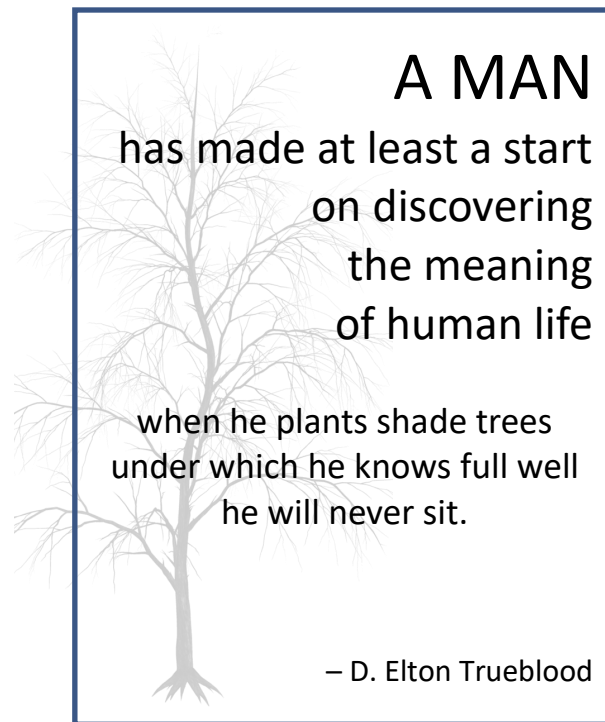 A MAN
has made at least a start
on discovering
the meaning
of human life
when he plants shade trees
under which he knows full well
he will never sit.
– D. Elton Trueblood